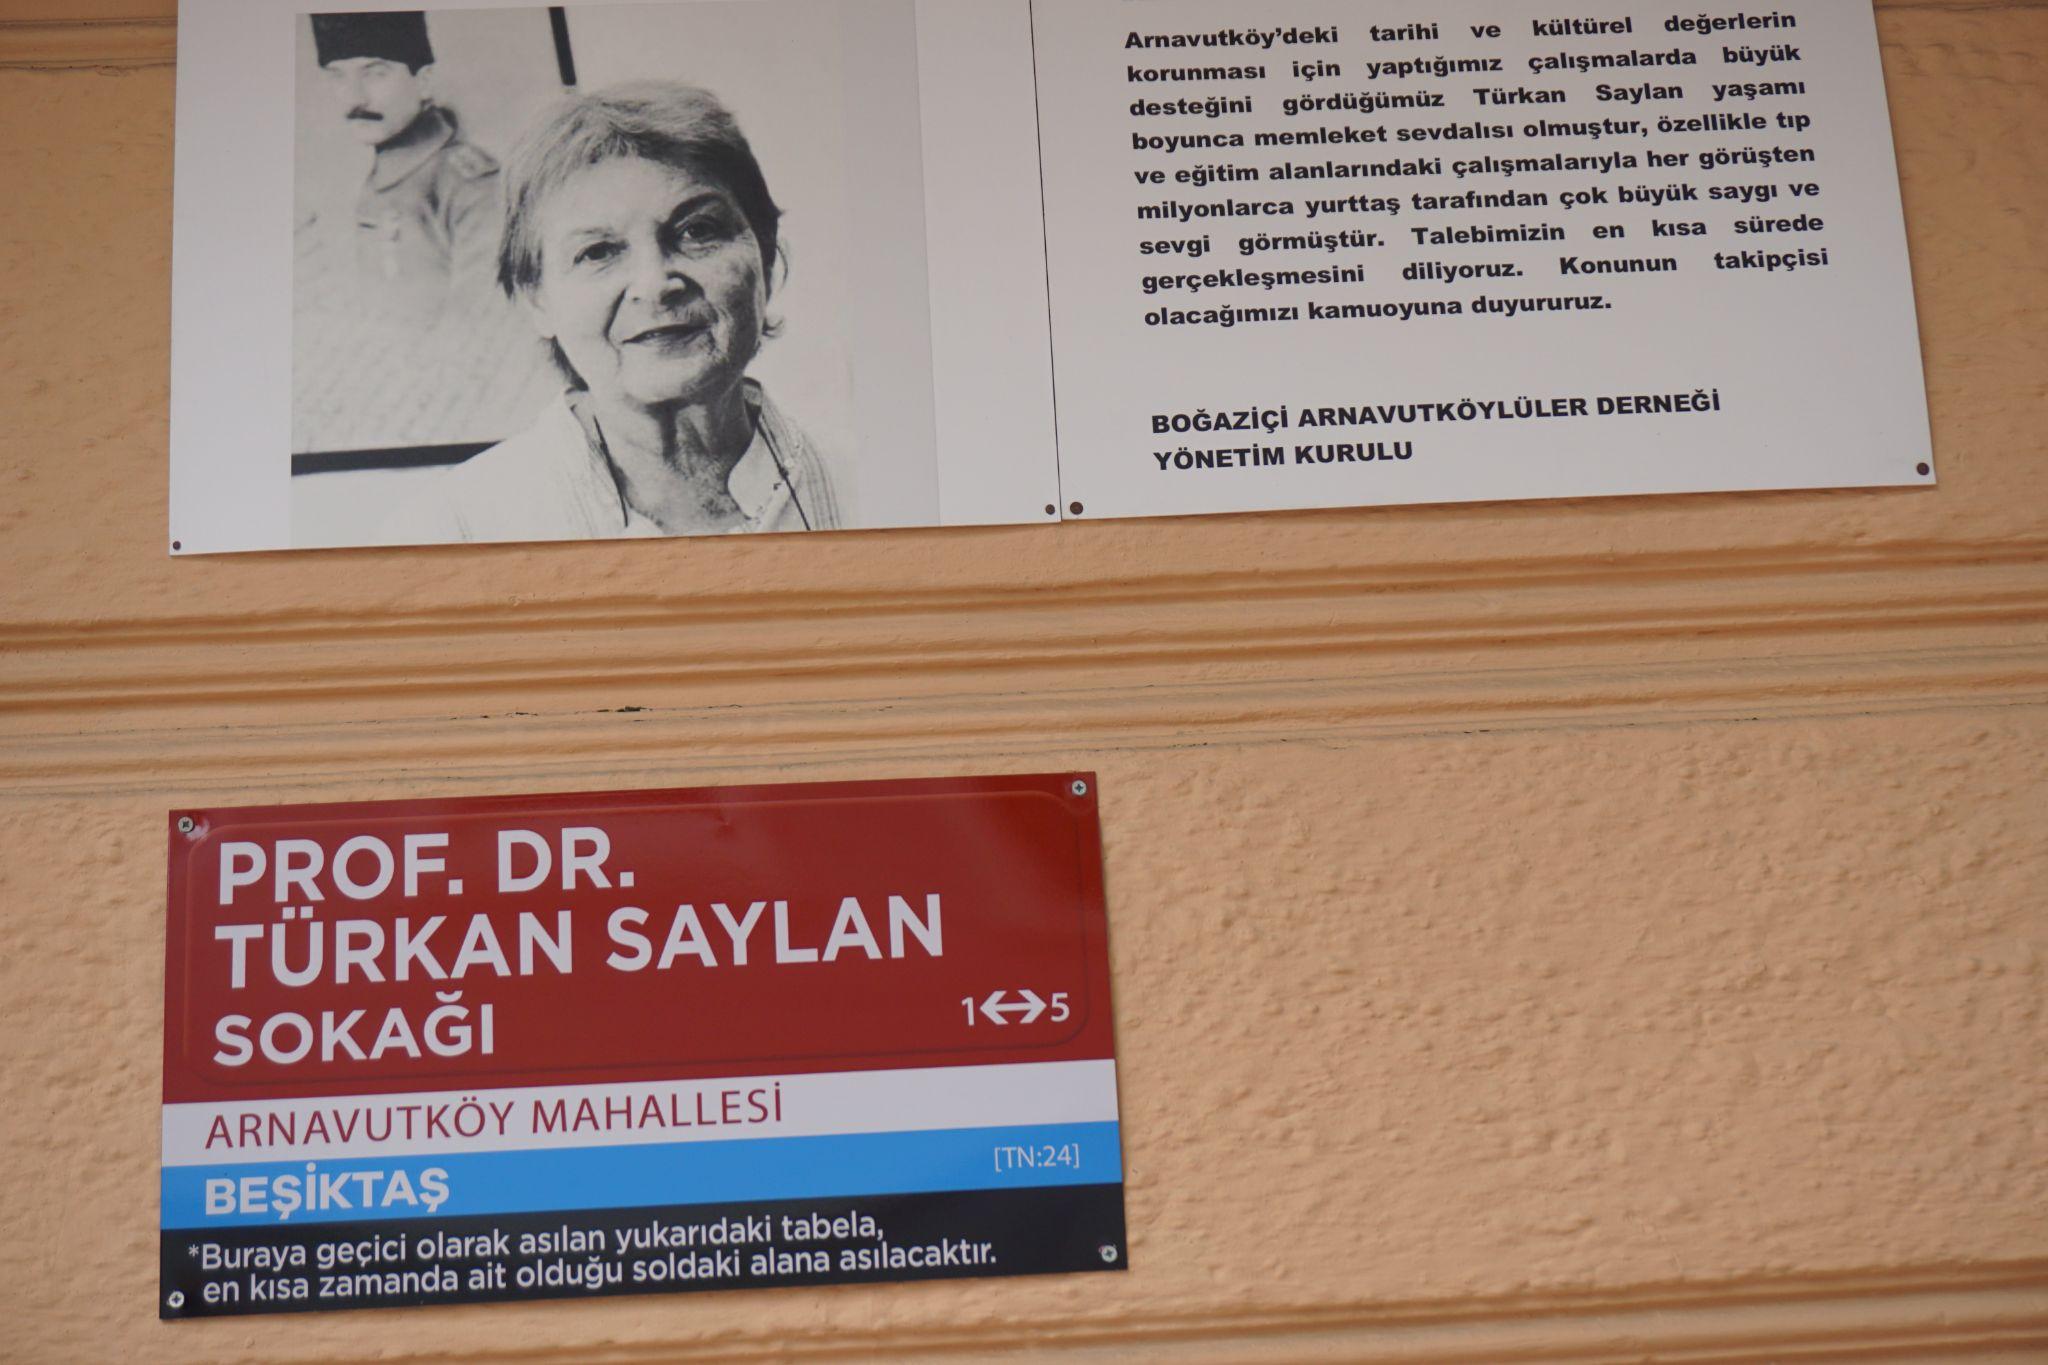 Arnavutköy'deki tarihi ve kültürel değerlerin
korunması için yaptığımız çalışmalarda büyük
desteğini gördüğümüz Türkan Saylan yaşamı
boyunca memleket sevdalısı olmuştur, özellikle tıp
ve eğitim alanlarındaki çalışmalarıyla her görüşten
milyonlarca yurttaş tarafından çok büyük saygı ve
sevgi görmüştür. Talebimizin en kısa sürede
gerçekleşmesini diliyoruz. Konunun takipçisi
olacağımızı kamuoyuna duyururuz.
BOĞAZİÇİ ARNAVUTKÖYLÜLER DERNEĞİ
YÖNETİM KURULU
PROF. DR.
TÜRKAN SAYLAN
SOKAĞI
1↔5
ARNAVUTKÖY MAHALLESİ
BEŞİKTAŞ [TN:24]
*Buraya geçici olarak asılan yukarıdaki tabela,
en kısa zamanda ait olduğu soldaki alana asılacaktır.